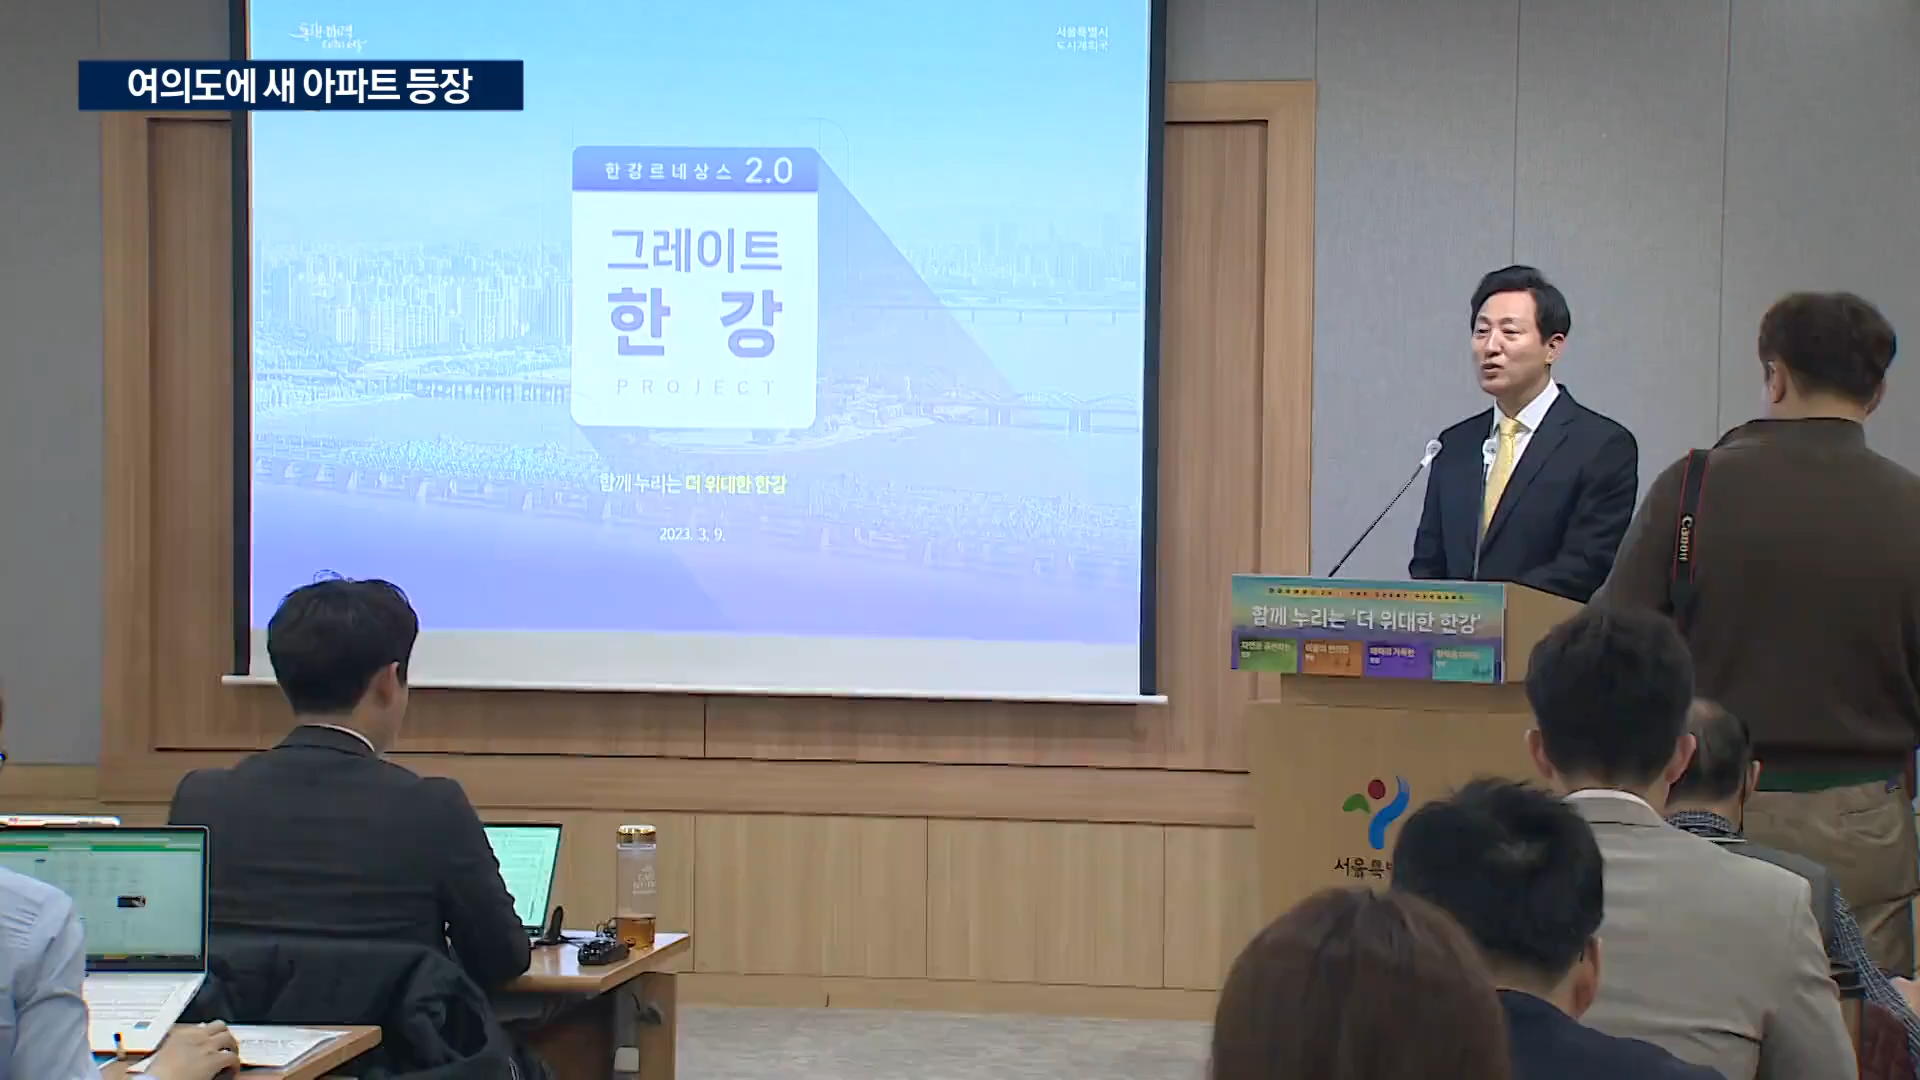 서울특별시
도시계획국
여의도에 새 아파트 등장
한강르네상스 2.0
그레이트
한 강
PROJECT
함께 누리는 더 위대한 한강
2023. 3. 9.
Canon
함께 누리는 '더 위대한 한강'
서울특